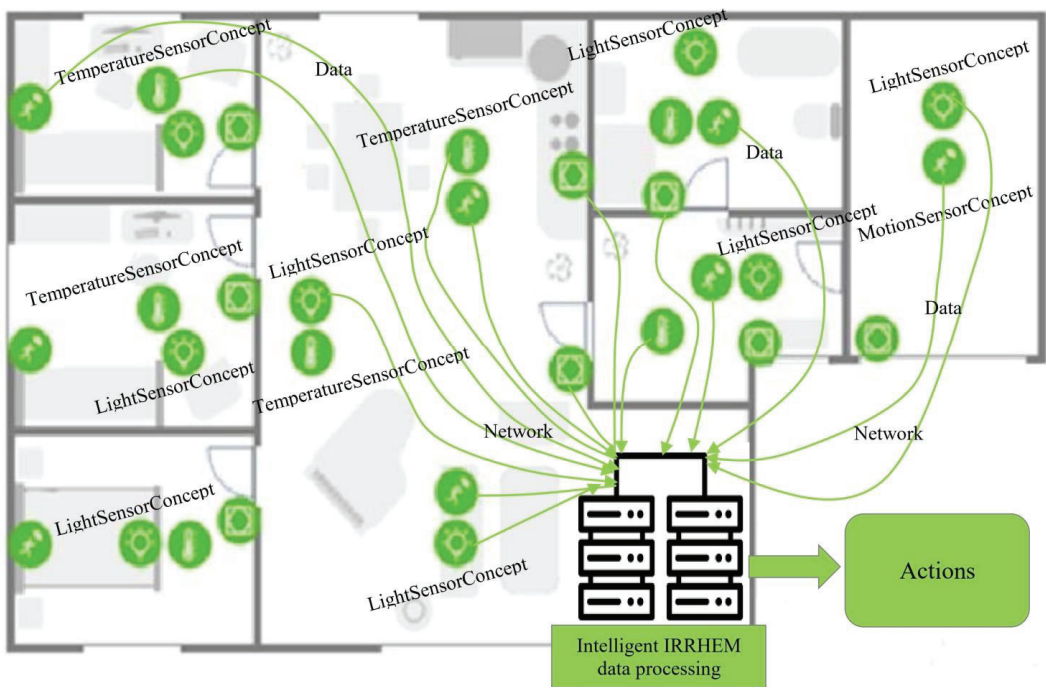 TemperatureSensorConcept
Data
LightSensorConcept
LightSensorConcept
TemperatureSensorConcept
Data
LightSensorConcept
MotionSensorConcept
TemperatureSensorConcept
LightSensorConcept
Data
LightSensorConcept
TemperatureSensorConcept
Network
Network
LightSensorConcept
LightSensorConcept
Actions
Intelligent IRRHEM
data processing